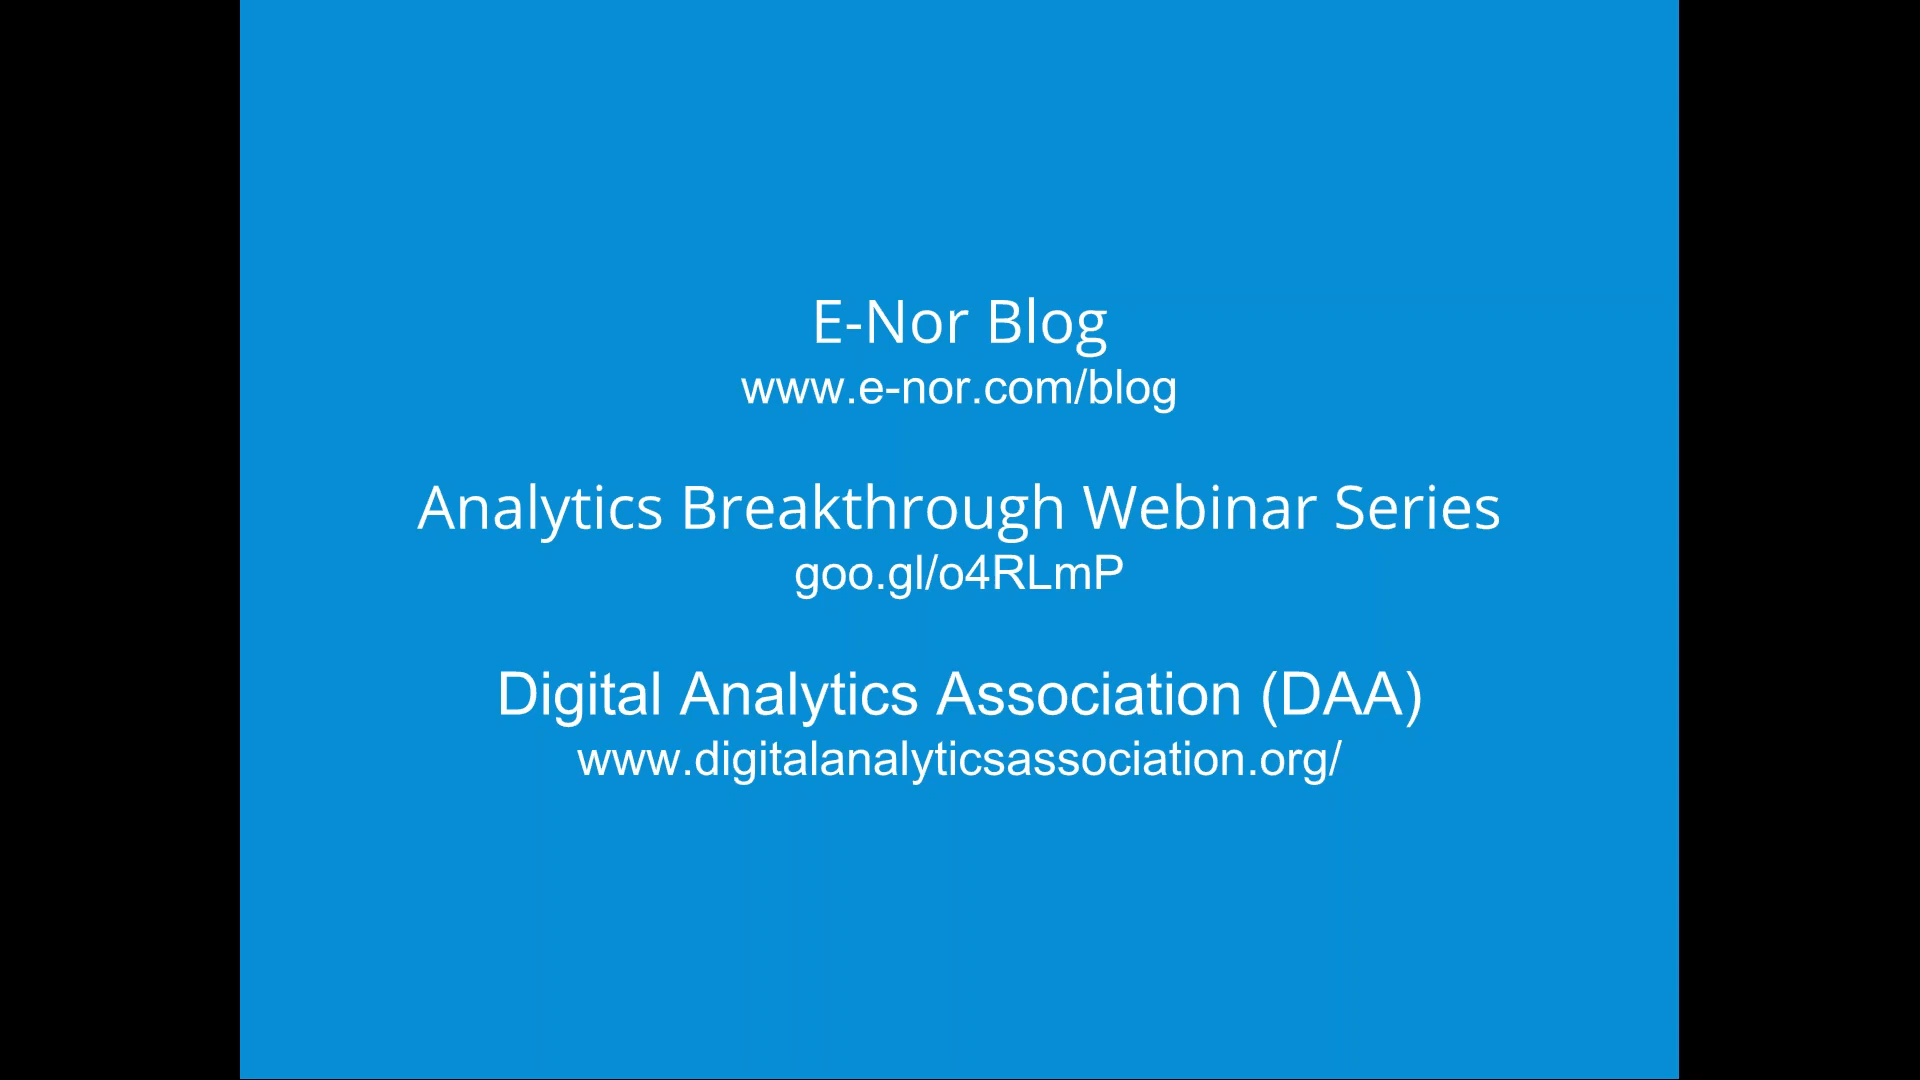 E-Nor Blog
www.e-nor.com/blog
Analytics Breakthrough Webinar Series
goo.gl/o4RLmP
Digital Analytics Association (DAA)
www.digitalanalyticsassociation.org/